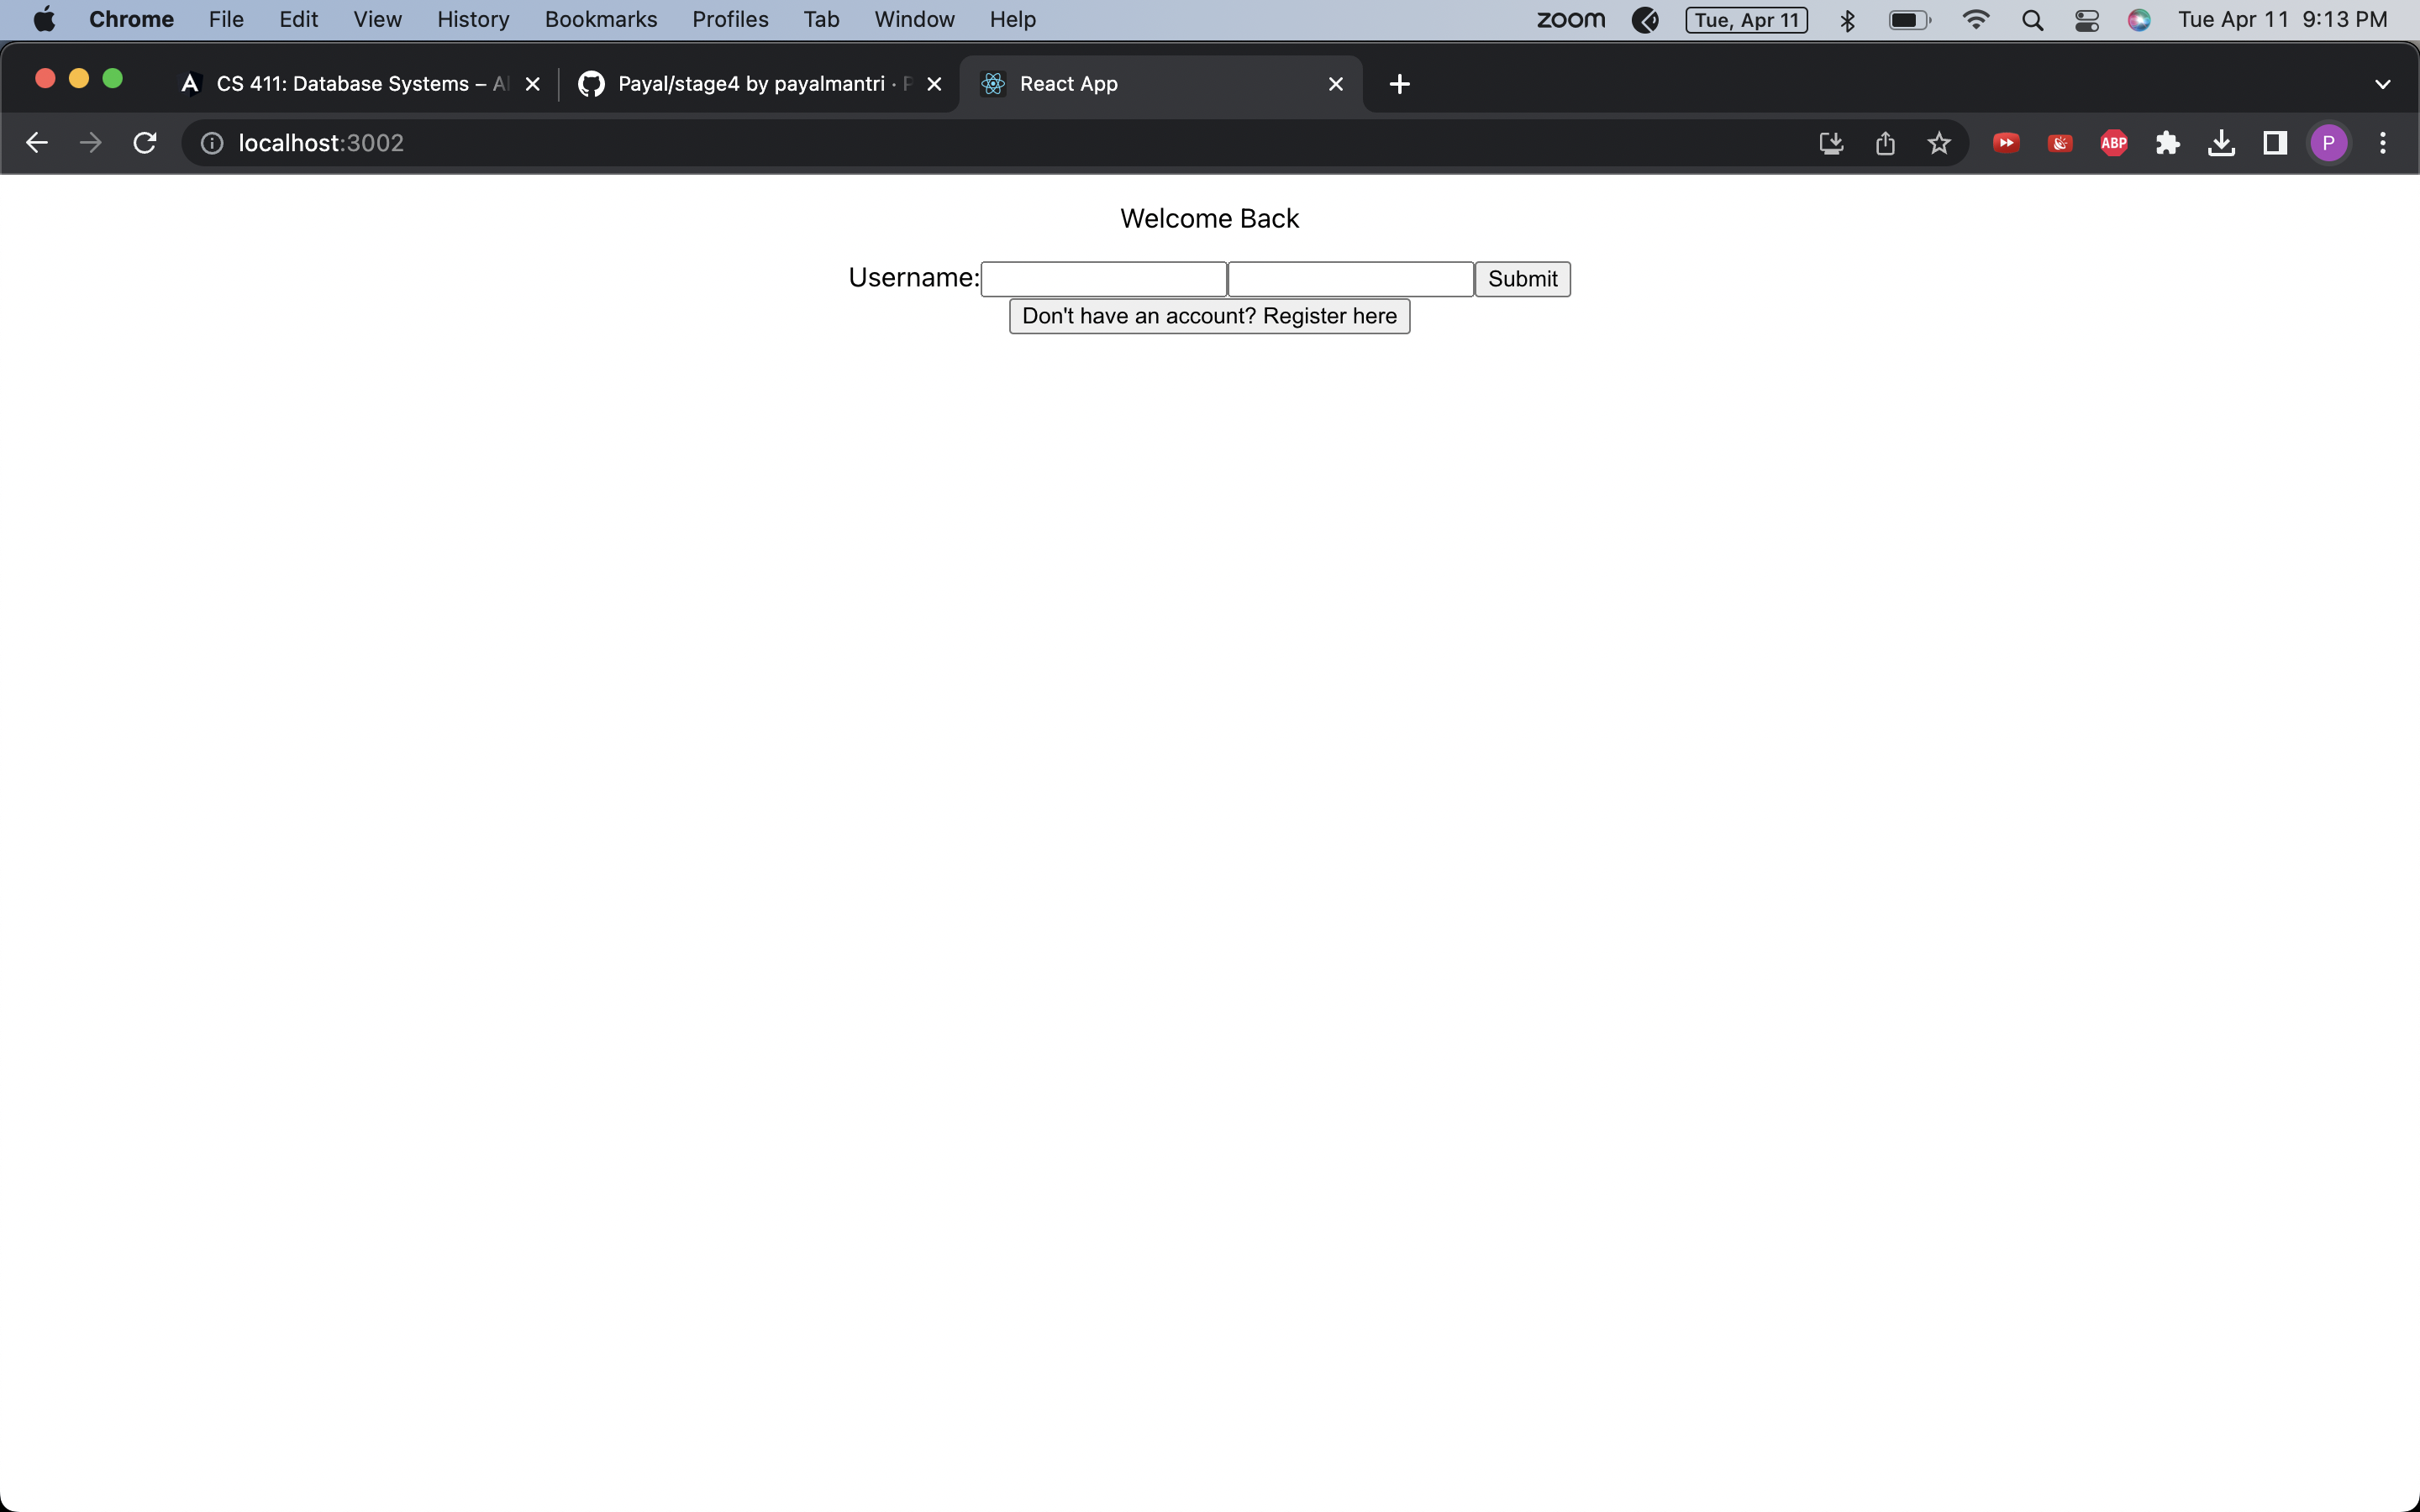 Chrome File Edit View History Bookmarks Profiles Tab Window Help zoom Tue, Apr 11 Tue Apr 11 9:13 PM
CS 411: Database Systems – Al Payal/stage4 by payalmantri · P React App
localhost:3002 ABP P
Welcome Back
Username: Submit
Don't have an account? Register here